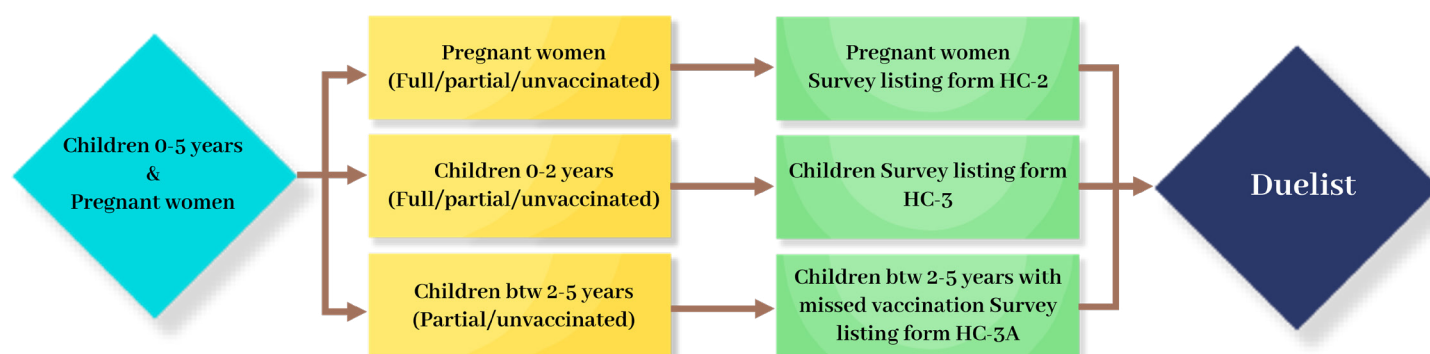 Children 0-5 years
&
Pregnant women
Pregnant women
(Full/partial/unvaccinated)
Pregnant women
Survey listing form HC-2
Children 0-2 years
(Full/partial/unvaccinated)
Children Survey listing form
HC-3
Children btw 2-5 years
(Partial/unvaccinated)
Children btw 2-5 years with
missed vaccination Survey
listing form HC-3A
Duelist